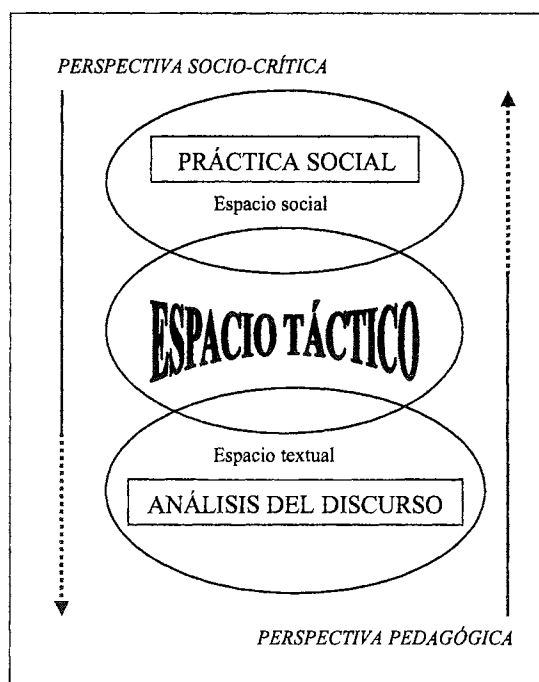 PERSPECTIVA SOCIO-CRÍTICA
PRÁCTICA SOCIAL
Espacio social
ESPACIO TÁCTICO
Espacio textual
ANÁLISIS DEL DISCURSO
PERSPECTIVA PEDAGÓGICA